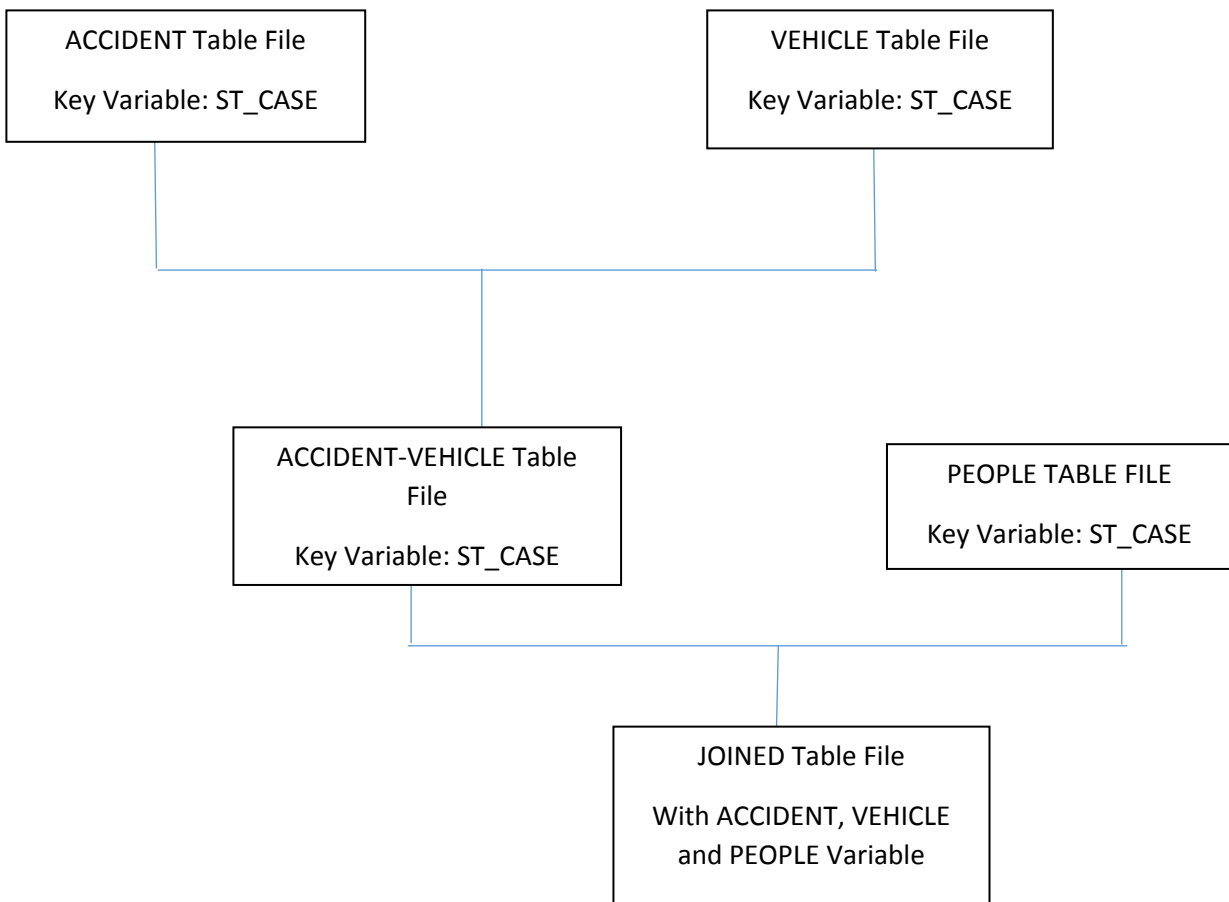 ACCIDENT Table File
Key Variable: ST_CASE
VEHICLE Table File
Key Variable: ST_CASE
ACCIDENT-VEHICLE Table
File
Key Variable: ST_CASE
PEOPLE TABLE FILE
Key Variable: ST_CASE
JOINED Table File
With ACCIDENT, VEHICLE
and PEOPLE Variable